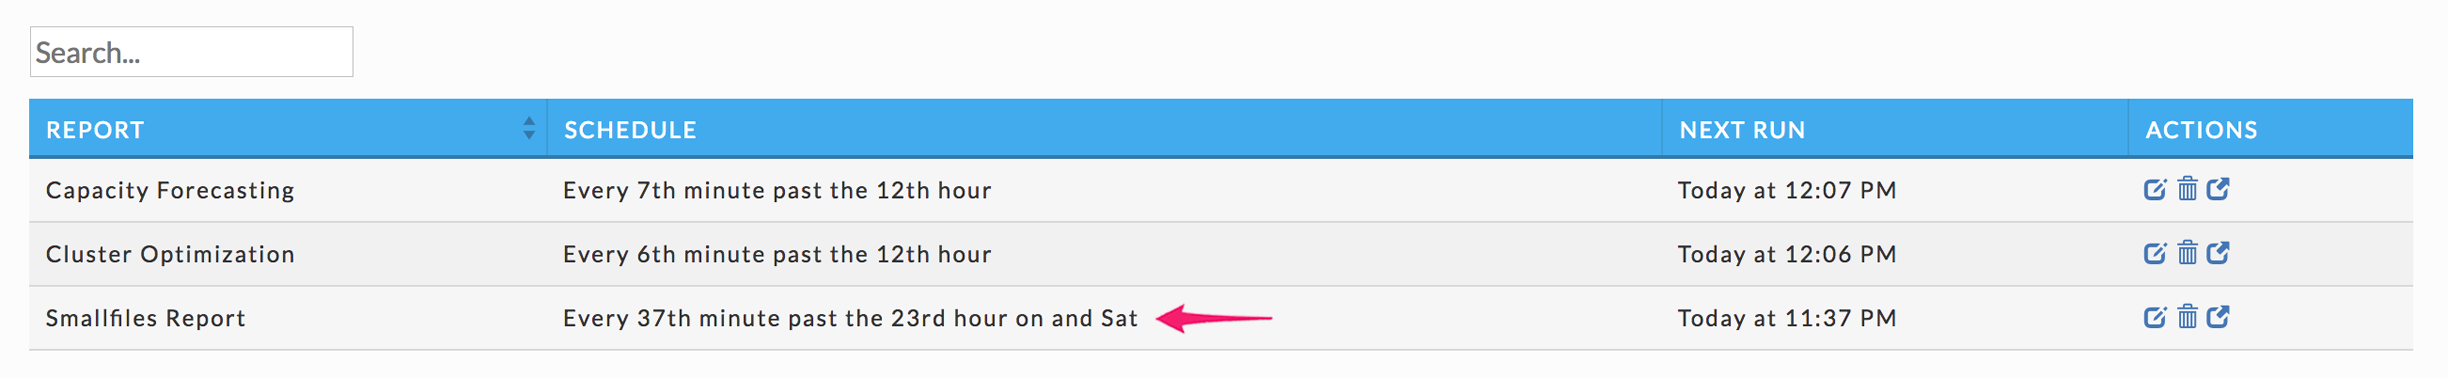 Search...
REPORT SCHEDULE NEXT RUN ACTIONS
Capacity Forecasting Every 7th minute past the 12th hour Today at 12:07 PM
Cluster Optimization Every 6th minute past the 12th hour Today at 12:06 PM
Smallfiles Report Every 37th minute past the 23rd hour on and Sat Today at 11:37 PM